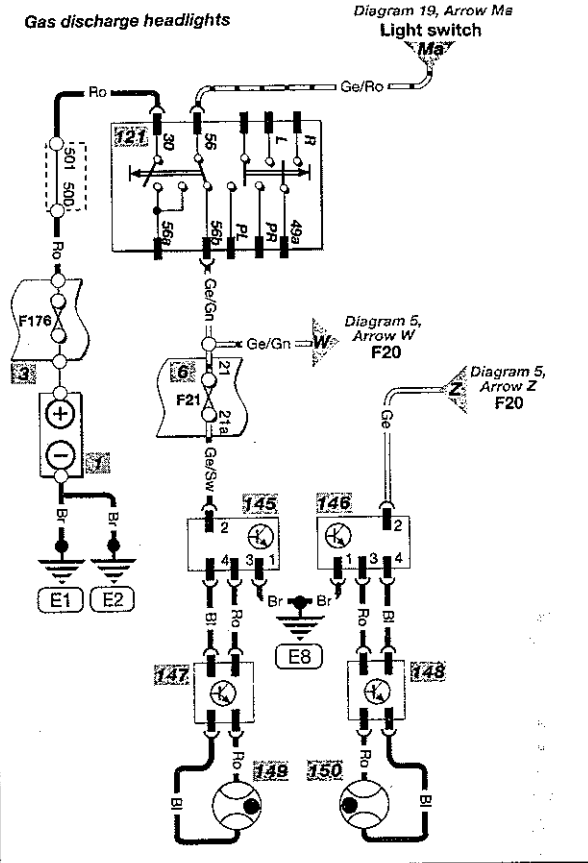 Gas discharge headlights
Diagram 19, Arrow Ma
Light switch
Ma
Ro
Ge/Ro
121
30
56
L
R
501
500
56a
56b
PL
PR
49a
Ro
Ge/Gn
F176
3
Ge/Gn
W
Diagram 5,
Arrow W
F20
6
21
F21
21a
Z
Diagram 5,
Arrow Z
F20
1
Ge/Sw
Ge
Br
Br
E1
E2
145
146
2
2
4
3
1
1
3
4
Bl
Ro
Br
Br
Ro
Bl
E8
147
148
Ro
Ro
149
150
Bl
Bl